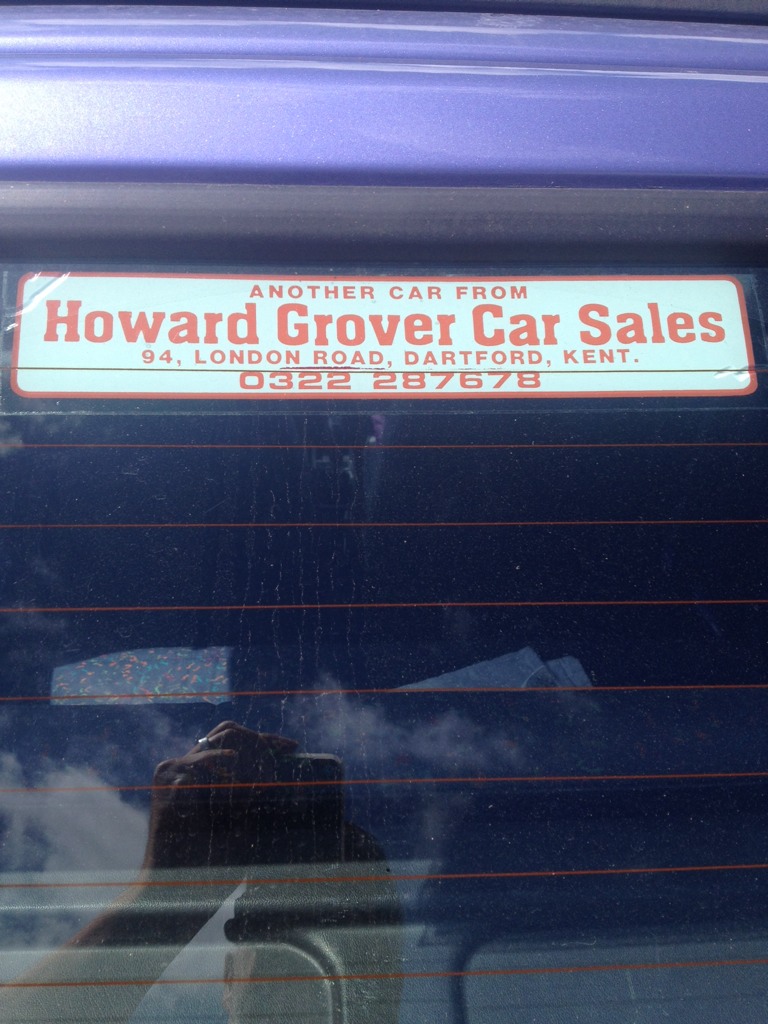 ANOTHER CAR FROM
Howard Grover Car Sales
94, LONDON ROAD, DARTFORD, KENT.
0322 287678